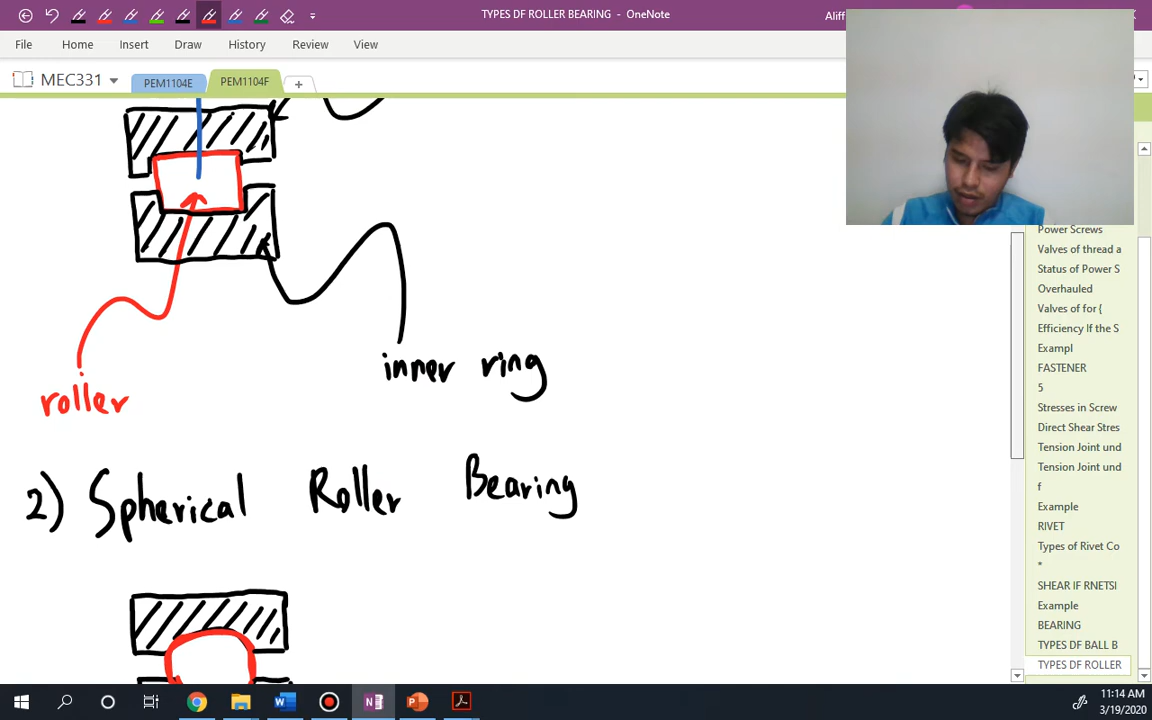 TYPES DF ROLLER BEARING - OneNote
Aliff
File Home Insert Draw History Review View
MEC331
PEM1104E
PEM1104F
inner ring
roller
2) Spherical Roller Bearing
Power Screws
Valves of thread a
Status of Power S
Overhauled
Valves of for {
Efficiency If the S
Exampl
FASTENER
5
Stresses in Screw
Direct Shear Stres
Tension Joint und
Tension Joint und
f
Example
RIVET
Types of Rivet Co
*
SHEAR IF RNETSI
Example
BEARING
TYPES DF BALL B
TYPES DF ROLLER
11:14 AM
3/19/2020